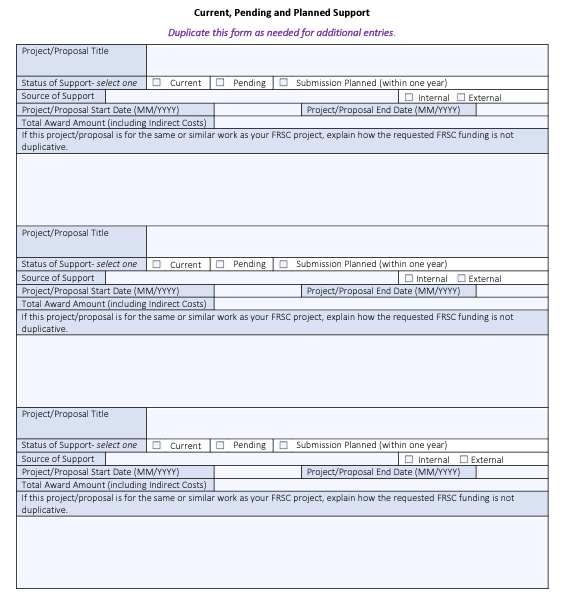 Current, Pending and Planned Support
Duplicate this form as needed for additional entries.
Project/Proposal Title
Status of Support- select one ☐ Current ☐ Pending ☐ Submission Planned (within one year)
Source of Support ☐ Internal ☐ External
Project/Proposal Start Date (MM/YYYY) Project/Proposal End Date (MM/YYYY)
Total Award Amount (including Indirect Costs)
If this project/proposal is for the same or similar work as your FRSC project, explain how the requested FRSC funding is not
duplicative.
Project/Proposal Title
Status of Support- select one ☐ Current ☐ Pending ☐ Submission Planned (within one year)
Source of Support ☐ Internal ☐ External
Project/Proposal Start Date (MM/YYYY) Project/Proposal End Date (MM/YYYY)
Total Award Amount (including Indirect Costs)
If this project/proposal is for the same or similar work as your FRSC project, explain how the requested FRSC funding is not
duplicative.
Project/Proposal Title
Status of Support- select one ☐ Current ☐ Pending ☐ Submission Planned (within one year)
Source of Support ☐ Internal ☐ External
Project/Proposal Start Date (MM/YYYY) Project/Proposal End Date (MM/YYYY)
Total Award Amount (including Indirect Costs)
If this project/proposal is for the same or similar work as your FRSC project, explain how the requested FRSC funding is not
duplicative.